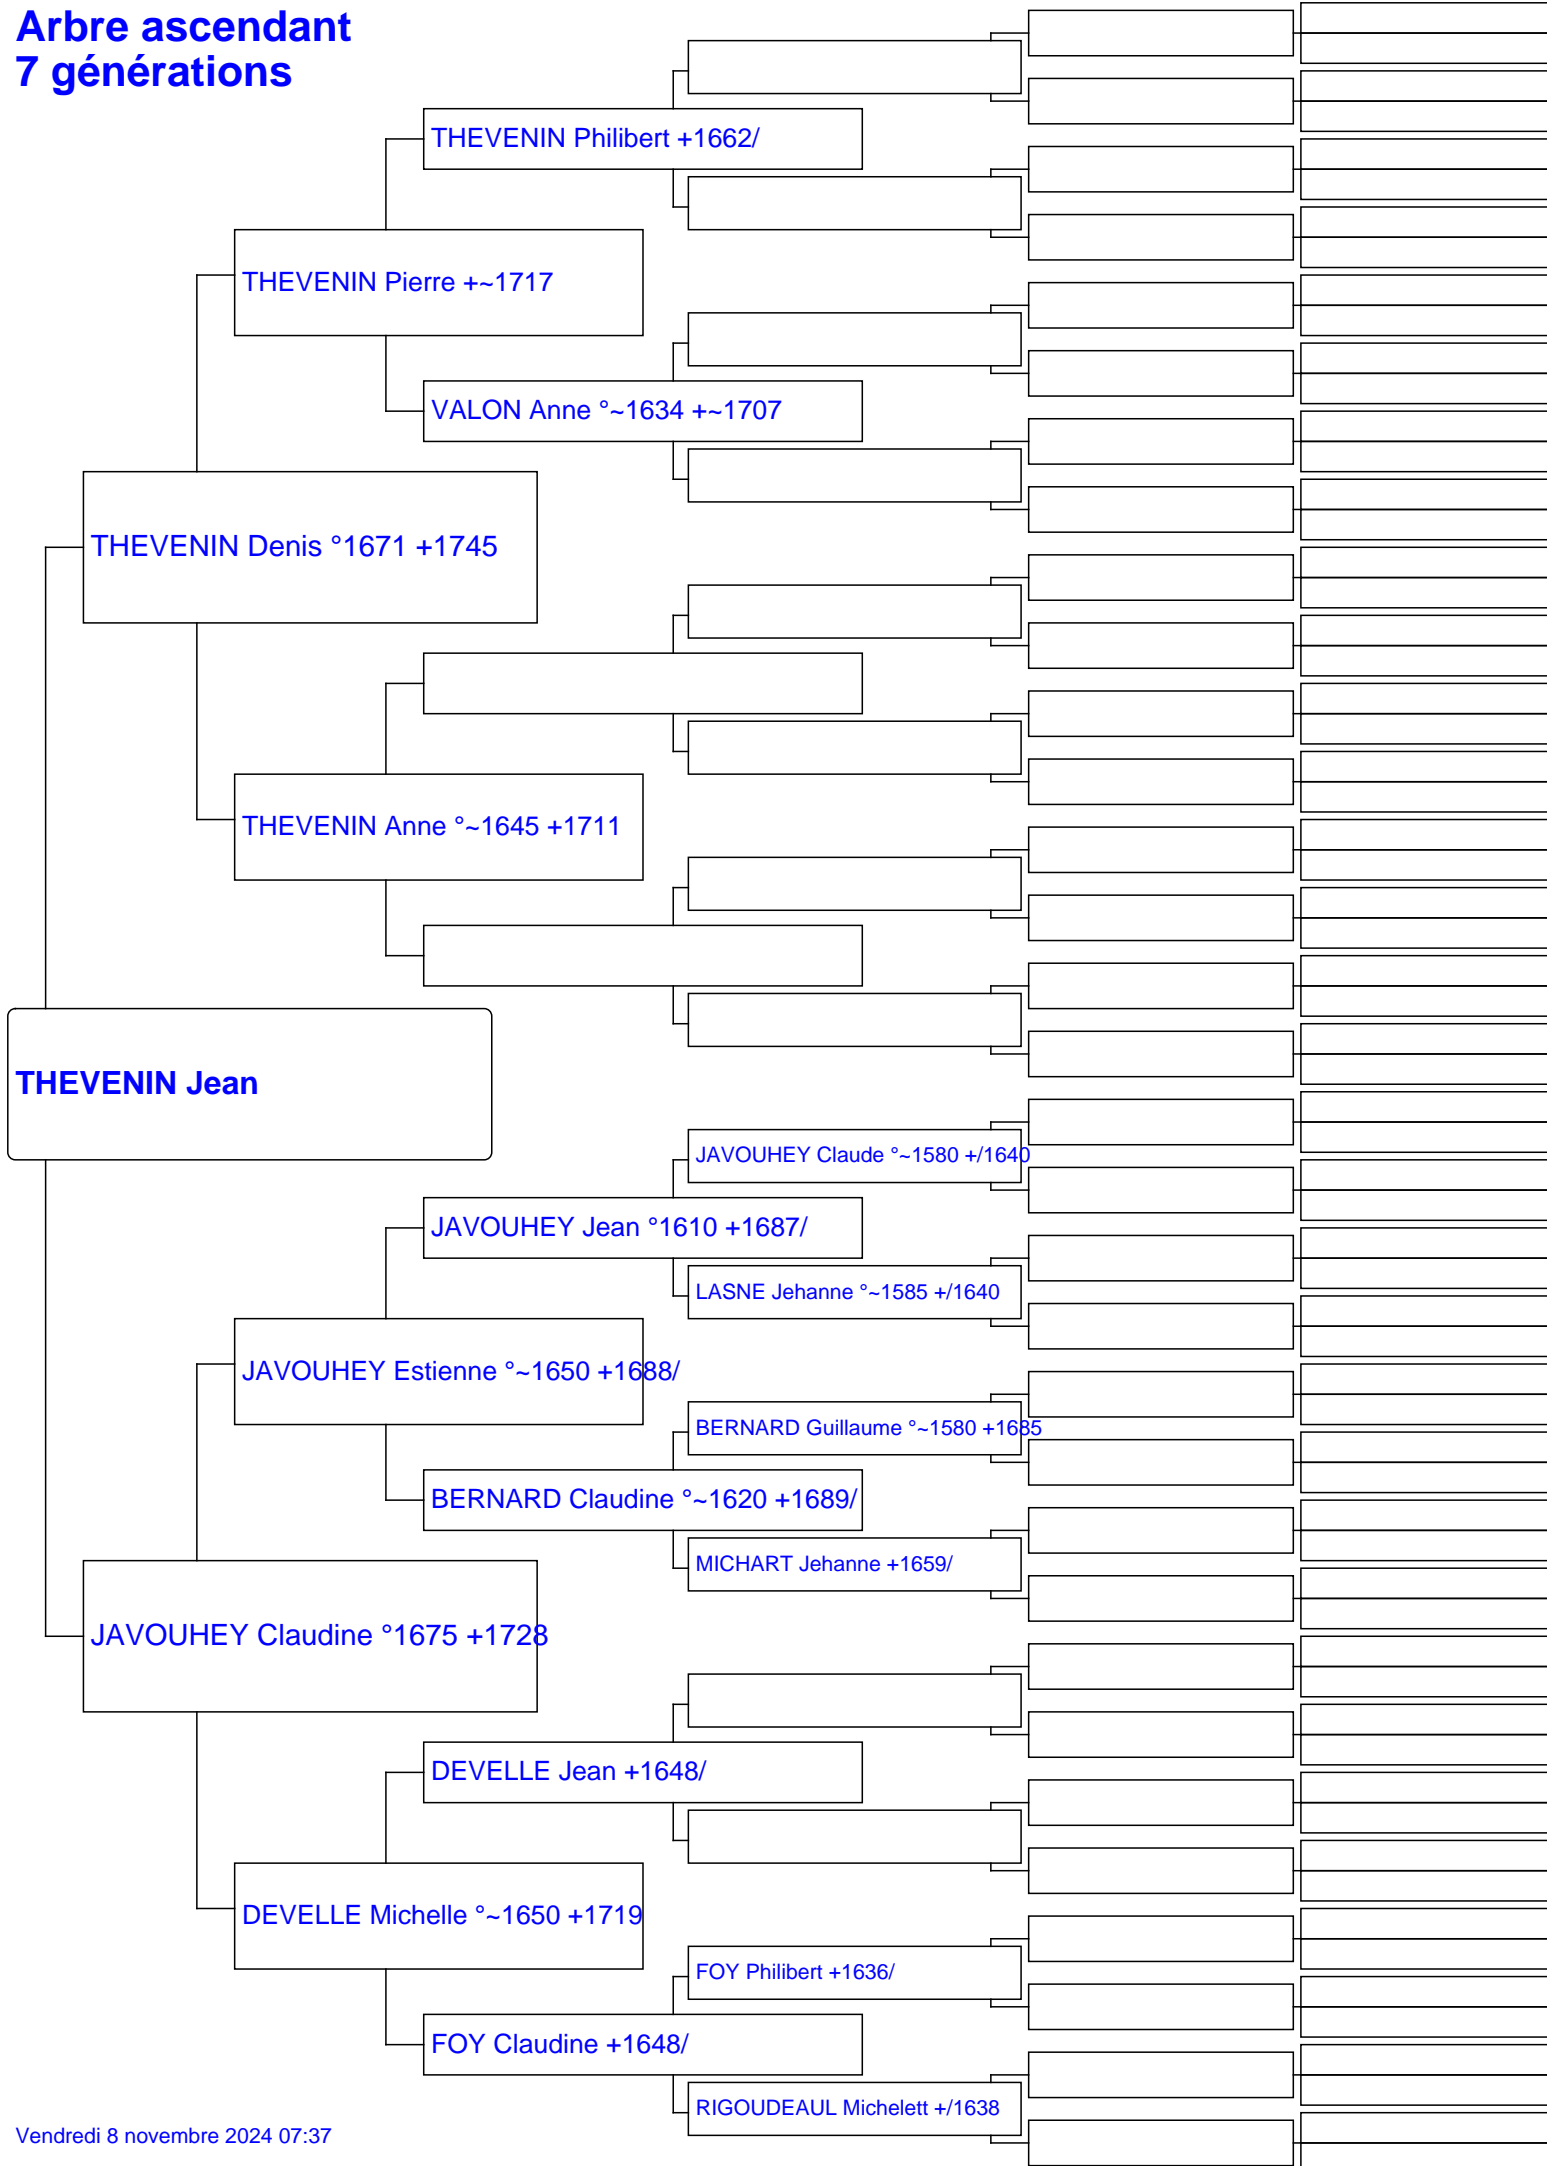 Arbre ascendant
7 générations
THEVENIN Philibert +1662/
THEVENIN Pierre +~1717
VALON Anne °~1634 +~1707
THEVENIN Denis °1671 +1745
THEVENIN Anne °~1645 +1711
THEVENIN Jean
JAVOUHEY Claude °~1580 +/1640
JAVOUHEY Jean °1610 +1687/
LASNE Jehanne °~1585 +/1640
JAVOUHEY Estienne °~1650 +1688/
BERNARD Guillaume °~1580 +1685
BERNARD Claudine °~1620 +1689/
MICHART Jehanne +1659/
JAVOUHEY Claudine °1675 +1728
DEVELLE Jean +1648/
DEVELLE Michelle °~1650 +1719
FOY Philibert +1636/
FOY Claudine +1648/
RIGOUDEAUL Michelett +/1638
Vendredi 8 novembre 2024 07:37